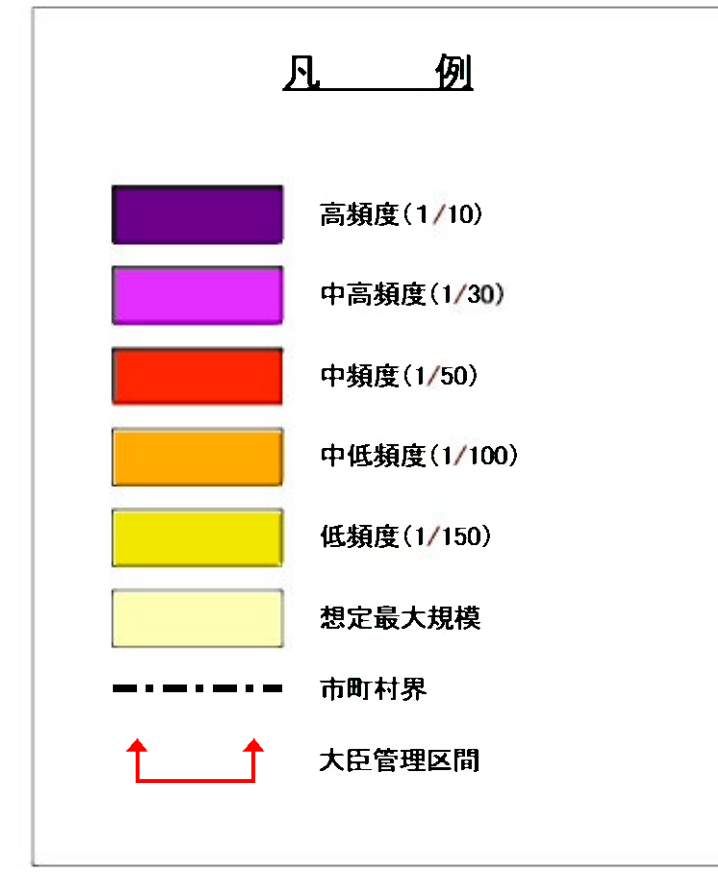 凡 例
高頻度(1/10)
中高頻度(1/30)
中頻度(1/50)
中低頻度(1/100)
低頻度(1/150)
想定最大規模
市町村界
大臣管理区間